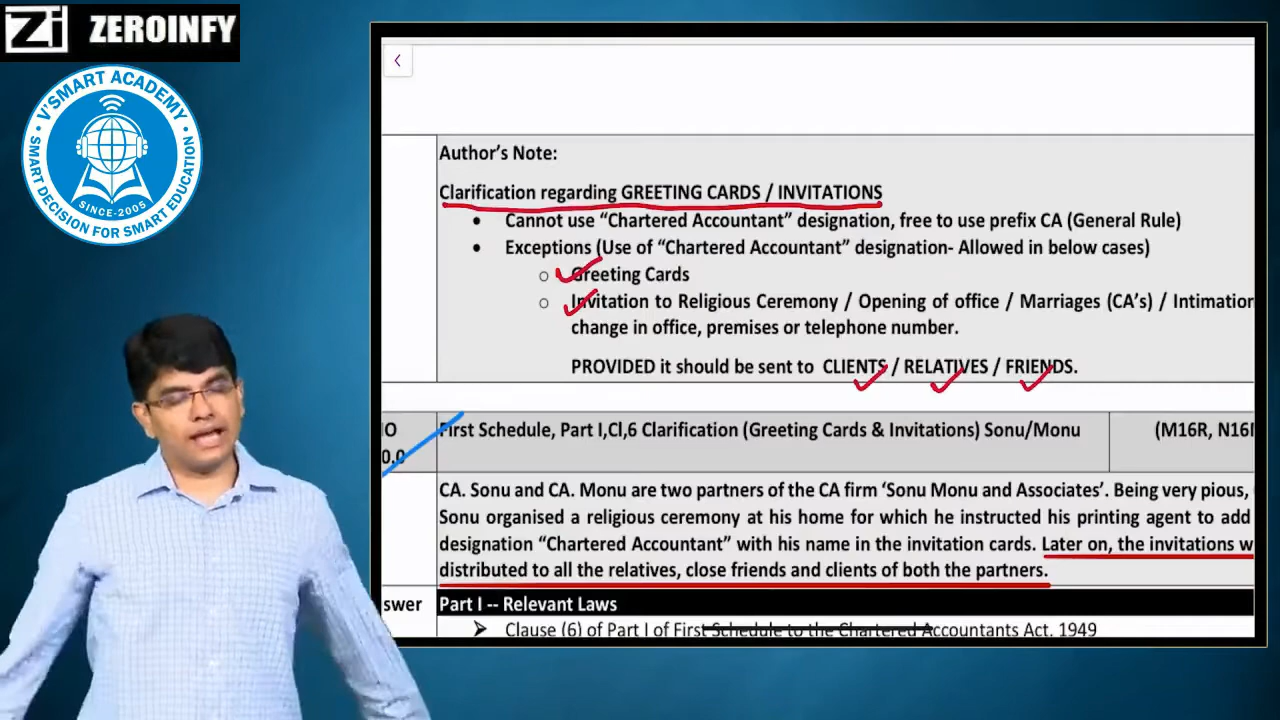 Zi ZEROINFY
V'SMART ACADEMY
SINCE-2005
SMART DECISION FOR SMART EDUCATION
Author's Note:
Clarification regarding GREETING CARDS / INVITATIONS
• Cannot use "Chartered Accountant" designation, free to use prefix CA (General Rule)
• Exceptions (Use of "Chartered Accountant" designation- Allowed in below cases)
o Greeting Cards
o Invitation to Religious Ceremony / Opening of office / Marriages (CA's) / Intimation
change in office, premises or telephone number.
PROVIDED it should be sent to CLIENTS / RELATIVES / FRIENDS.
First Schedule, Part I,Cl,6 Clarification (Greeting Cards & Invitations) Sonu/Monu (M16R,
0.0
CA. Sonu and CA. Monu are two partners of the CA firm 'Sonu Monu and Associates'. Being very pious,
Sonu organised a religious ceremony at his home for which he instructed his printing agent to add
designation "Chartered Accountant" with his name in the invitation cards. Later on, the invitations w
distributed to all the relatives, close friends and clients of both the partners.
swer Part I -- Relevant Laws
➤ Clause (6) of Part I of First Schedule to the Chartered Accountants Act, 1949